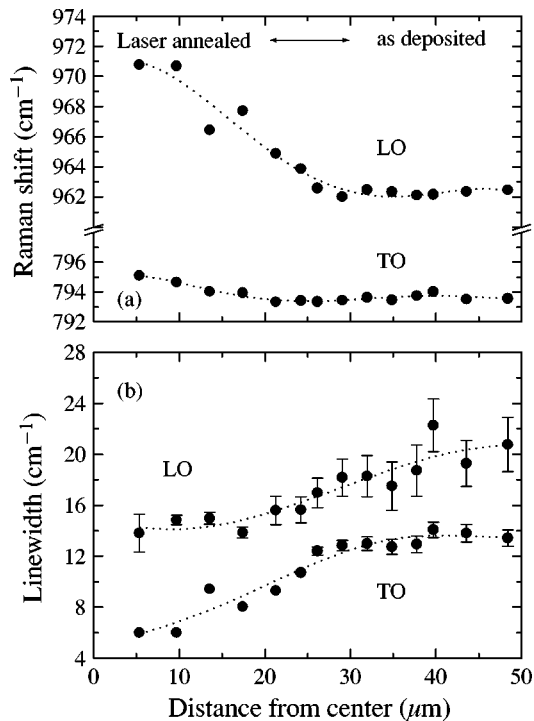 974
972
970
968
966
964
962
796
794
792
Raman shift (cm⁻¹)
Laser annealed
as deposited
LO
TO
(a)
28
24
20
16
12
8
4
Linewidth (cm⁻¹)
(b)
LO
TO
0 10 20 30 40 50
Distance from center (μm)